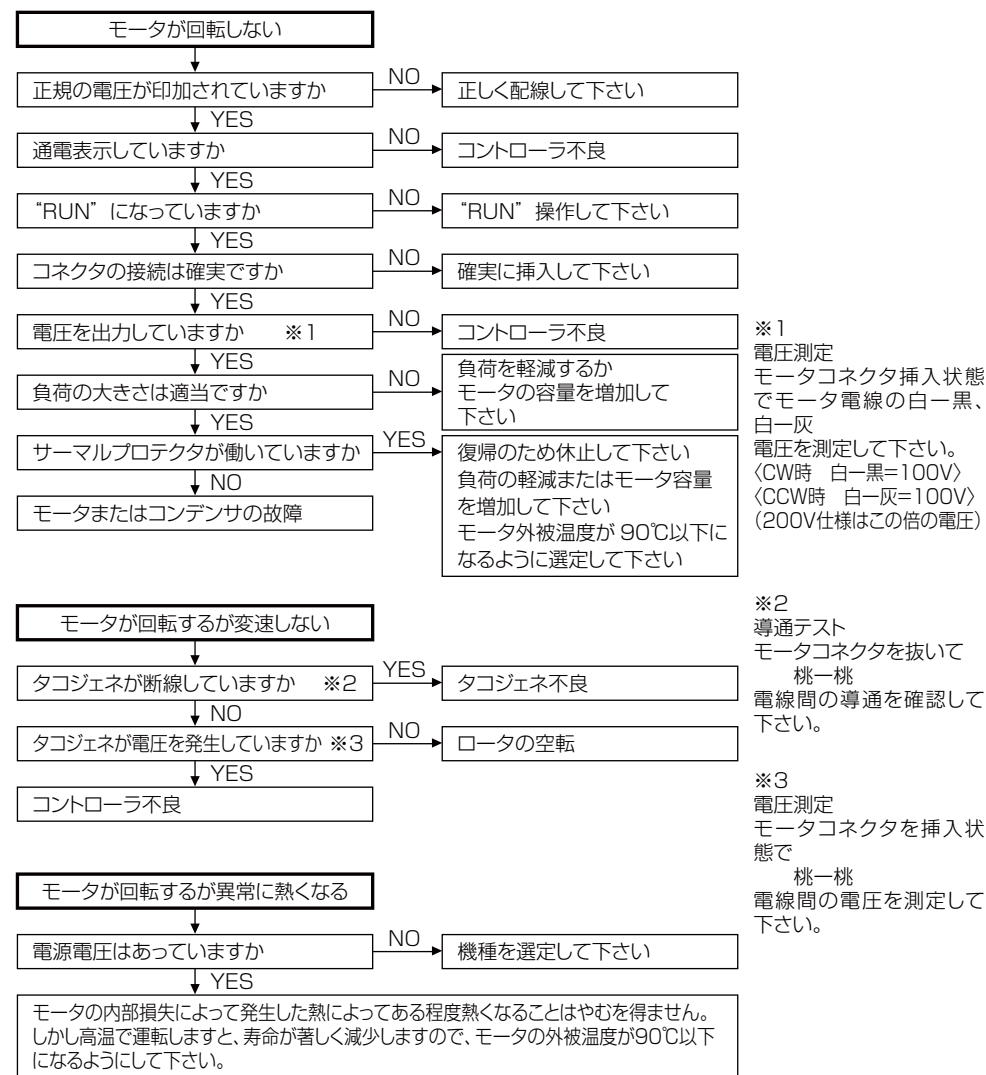 モータが回転しない
正規の電圧が印加されていますか
NO
正しく配線して下さい
YES
通電表示していますか
NO
コントローラ不良
YES
“RUN”になっていますか
NO
“RUN”操作して下さい
YES
コネクタの接続は確実ですか
NO
確実に挿入して下さい
YES
電圧を出力していますか ※1
NO
コントローラ不良
YES
負荷の大きさは適当ですか
NO
負荷を軽減するか
モータの容量を増加して
下さい
YES
サーマルプロテクタが働いていますか
YES
復帰のため休止して下さい
負荷の軽減またはモータ容量
を増加して下さい
モータ外被温度が 90℃以下に
なるように選定して下さい
NO
モータまたはコンデンサの故障
※1
電圧測定
モータコネクタ挿入状態
でモータ電線の白ー黒、
白ー灰
電圧を測定して下さい。
〈CW時 白ー黒=100V〉
〈CCW時 白ー灰=100V〉
(200V仕様はこの倍の電圧)
モータが回転するが変速しない
タコジェネが断線していますか ※2
YES
タコジェネ不良
NO
タコジェネが電圧を発生していますか ※3
NO
ロータの空転
YES
コントローラ不良
※2
導通テスト
モータコネクタを抜いて
桃ー桃
電線間の導通を確認して
下さい。
※3
電圧測定
モータコネクタを挿入状
態で
桃ー桃
電線間の電圧を測定して
下さい。
モータが回転するが異常に熱くなる
電源電圧はあっていますか
NO
機種を選定して下さい
YES
モータの内部損失によって発生した熱によってある程度熱くなることはやむを得ません。
しかし高温で運転しますと、寿命が著しく減少しますので、モータの外被温度が90℃以下
になるようにして下さい。